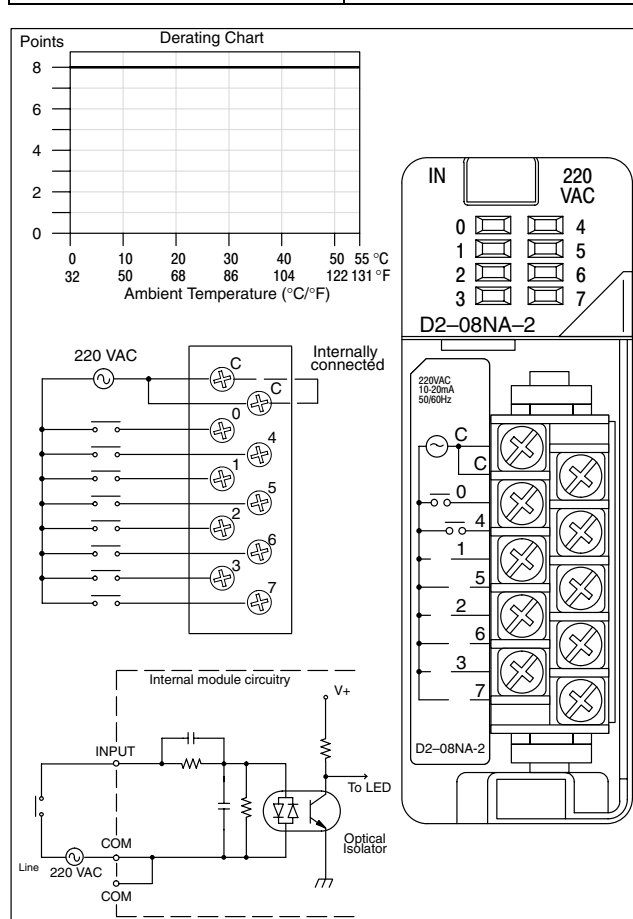 Points
Derating Chart
8
6
4
2
0
0 10 20 30 40 50 55 °C
32 50 68 86 104 122 131 °F
Ambient Temperature (°C/°F)
220 VAC
Internally
connected
C
C
0
4
1
5
2
6
3
7
Internal module circuitry
V+
INPUT
To LED
COM
Optical
Isolator
Line
220 VAC
COM
IN
220
VAC
0 4
1 5
2 6
3 7
D2–08NA–2
220VAC
10-20mA
50/60Hz
C
C
0
4
1
5
2
6
3
7
D2–08NA-2